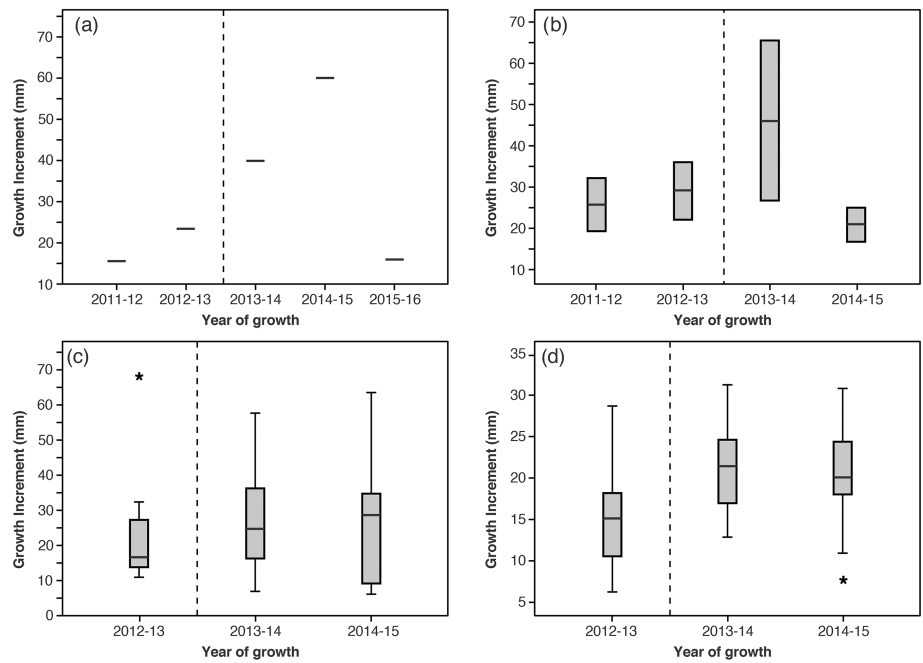 (a)
Growth Increment (mm)
70
60
50
40
30
20
10
2011-12 2012-13 2013-14 2014-15 2015-16
Year of growth
(b)
Growth Increment (mm)
70
60
50
40
30
20
10
2011-12 2012-13 2013-14 2014-15
Year of growth
(c)
Growth Increment (mm)
70
60
50
40
30
20
10
0
2012-13 2013-14 2014-15
Year of growth
(d)
Growth Increment (mm)
35
30
25
20
15
10
5
2012-13 2013-14 2014-15
Year of growth